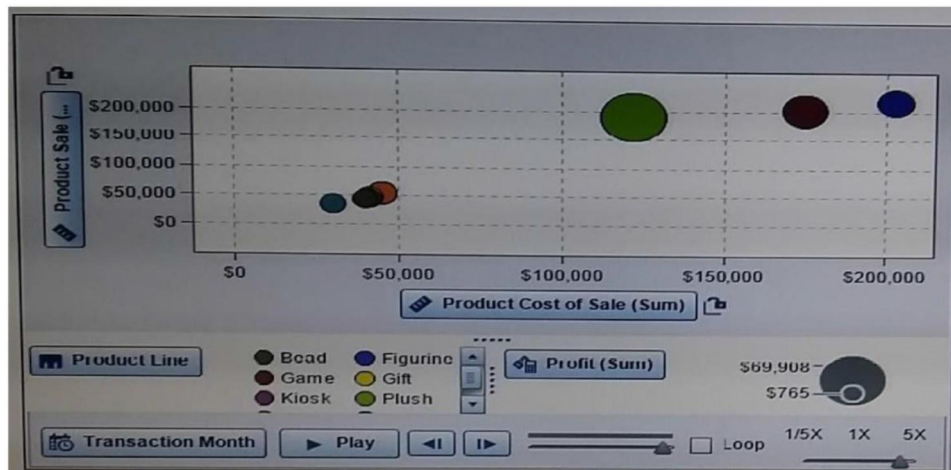 Product Sale (...
$200,000
$150,000
$100,000
$50,000
$0
$0 $50,000 $100,000 $150,000 $200,000
Product Cost of Sale (Sum)
Product Line
Bead Figurine
Game Gift
Kiosk Plush
Profit (Sum)
$69,908
$765
Transaction Month
Play
Loop
1/5X 1X 5X